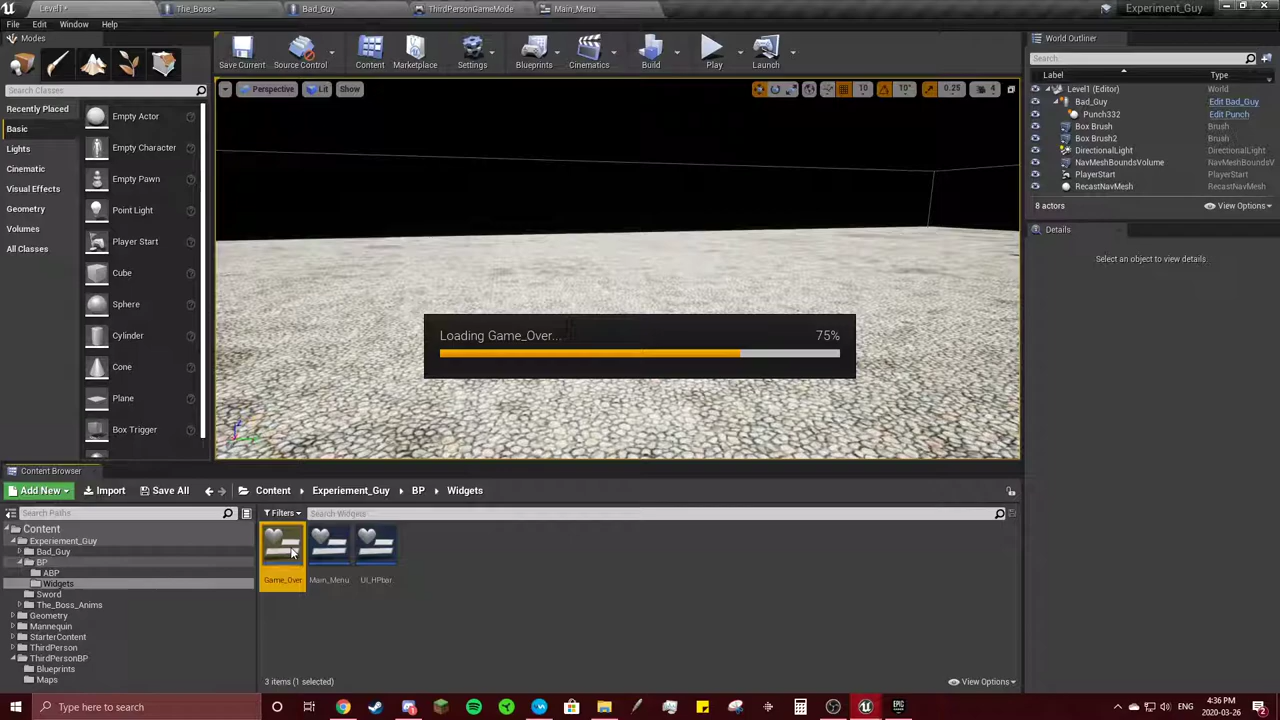 Level1*
The_Boss*
Bad_Guy
ThirdPersonGameMode
Main_Menu
Experiment_Guy
File Edit Window Help
Modes
Search Classes
Recently Placed
Basic
Lights
Cinematic
Visual Effects
Geometry
Volumes
All Classes
Empty Actor
Empty Character
Empty Pawn
Point Light
Player Start
Cube
Sphere
Cylinder
Cone
Plane
Box Trigger
Save Current
Source Control
Content
Marketplace
Settings
Blueprints
Cinematics
Build
Play
Launch
Perspective
Lit
Show
10
10°
0.25
4
Loading Game_Over...
75%
World Outliner
Search...
Label
Type
Level1 (Editor) World
Bad_Guy Edit Bad_Guy
Punch332 Edit Punch
Box Brush Brush
Box Brush2 Brush
DirectionalLight DirectionalLight
NavMeshBoundsVolume NavMeshBoundsV
PlayerStart PlayerStart
RecastNavMesh RecastNavMesh
8 actors
View Options
Details
Select an object to view details.
Content Browser
Add New
Import
Save All
Content
Experiement_Guy
BP
Widgets
Search Paths
Filters
Search Widgets
Content
Experiement_Guy
Bad_Guy
BP
ABP
Widgets
Sword
The_Boss_Anims
Geometry
Mannequin
StarterContent
ThirdPerson
ThirdPersonBP
Blueprints
Maps
Game_Over
Main_Menu
UI_HPbar
3 items (1 selected)
View Options
Type here to search
4:36 PM
2020-03-26